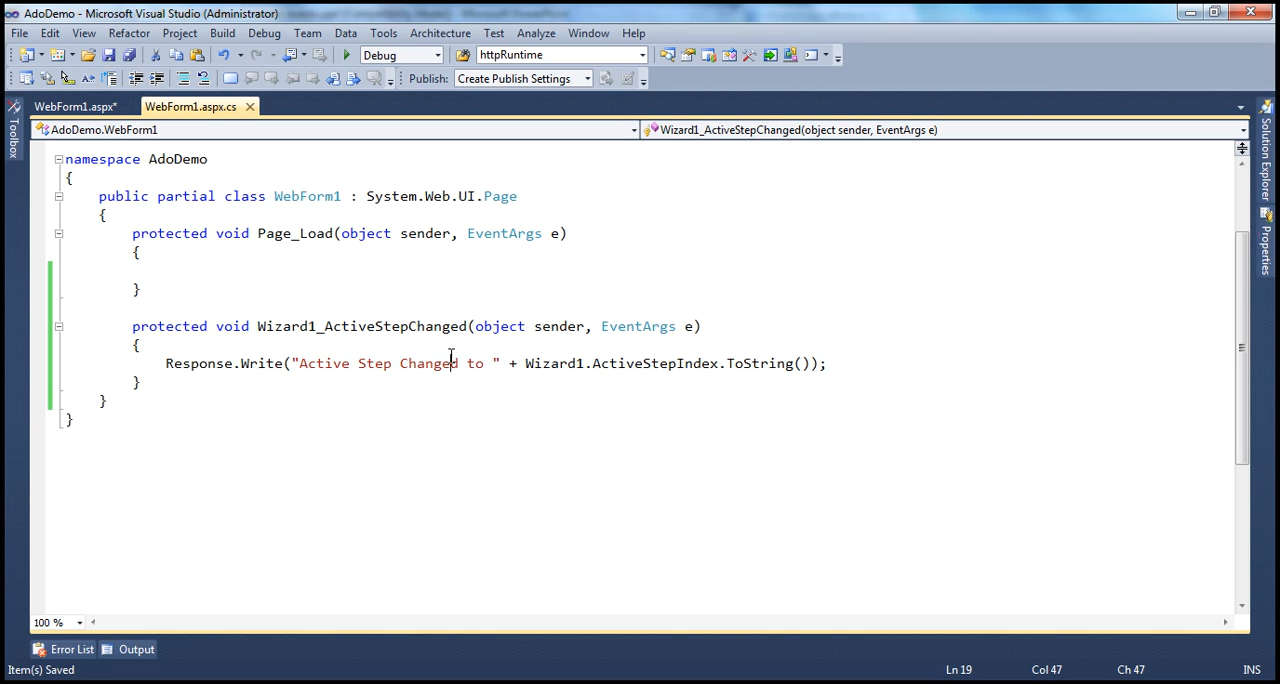 AdoDemo - Microsoft Visual Studio (Administrator)
File Edit View Refactor Project Build Debug Team Data Tools Architecture Test Analyze Window Help
Debug httpRuntime
Publish: Create Publish Settings
WebForm1.aspx* WebForm1.aspx.cs
AdoDemo.WebForm1 Wizard1_ActiveStepChanged(object sender, EventArgs e)
Toolbox
Solution Explorer
Properties
namespace AdoDemo
{
public partial class WebForm1 : System.Web.UI.Page
{
protected void Page_Load(object sender, EventArgs e)
{
}
protected void Wizard1_ActiveStepChanged(object sender, EventArgs e)
{
Response.Write("Active Step Changed to " + Wizard1.ActiveStepIndex.ToString());
}
}
}
100 %
Error List Output
Item(s) Saved Ln 19 Col 47 Ch 47 INS